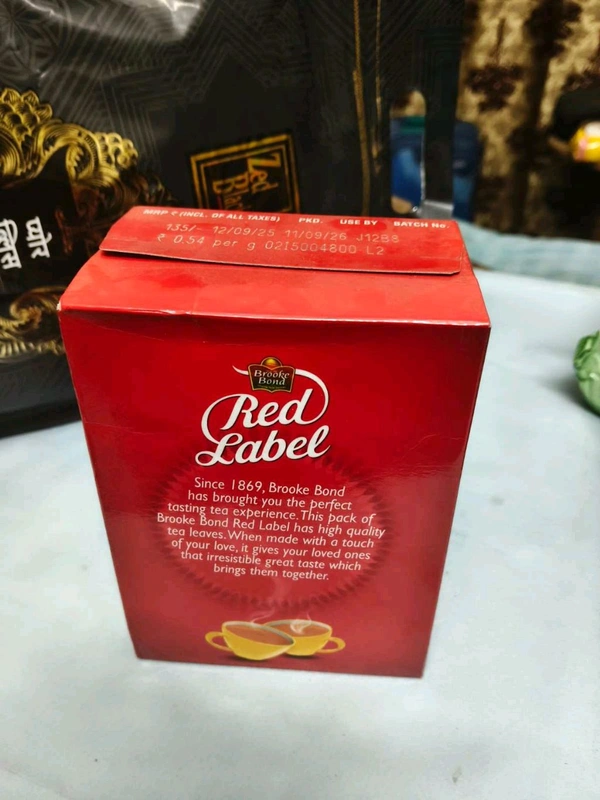 MRP ₹ (INCL. OF ALL TAXES) PKD. USE BY BATCH No.
135/- 12/09/25 11/09/26 J1288
₹ 0.54 per g 02I5004800 L2
Brooke
Bond
Red
Label
Since 1869, Brooke Bond
has brought you the perfect
tasting tea experience. This pack of
Brooke Bond Red Label has high quality
tea leaves. When made with a touch
of your love, it gives your loved ones
that irresistible great taste which
brings them together.